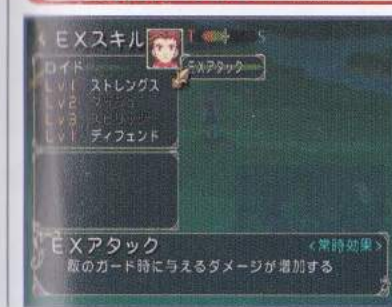 EXスキル
T S
ロイド EXアタック
Lv1 ストレングス
Lv2
Lv3
Lv1 ディフェンド
EXアタック <常時効果>
敵のガード時に与えるダメージが増加する